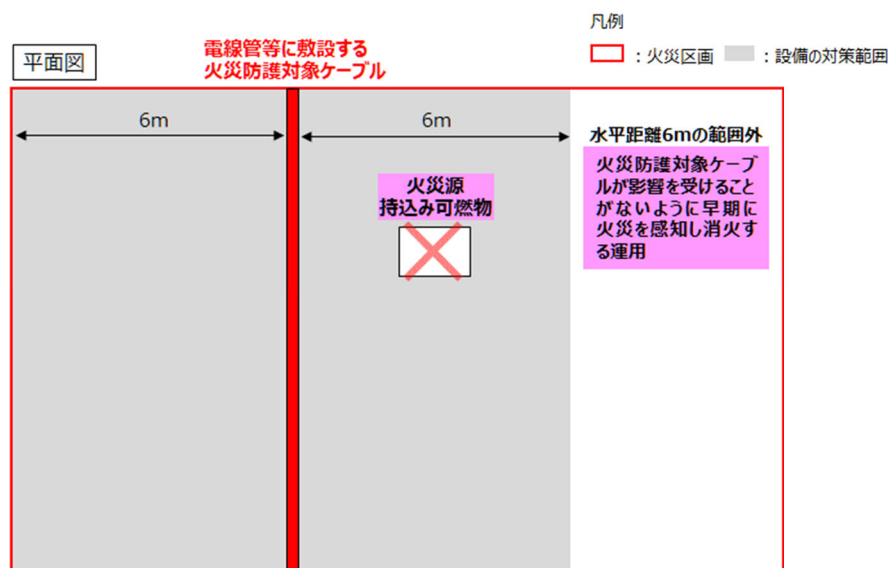 凡例
平面図
電線管等に敷設する
火災防護対象ケーブル
：火災区画
：設備の対策範囲
6m
6m
水平距離6mの範囲外
火災源
持込み可燃物
火災防護対象ケーブ
ルが影響を受けること
がないように早期に
火災を感知し消火す
る運用